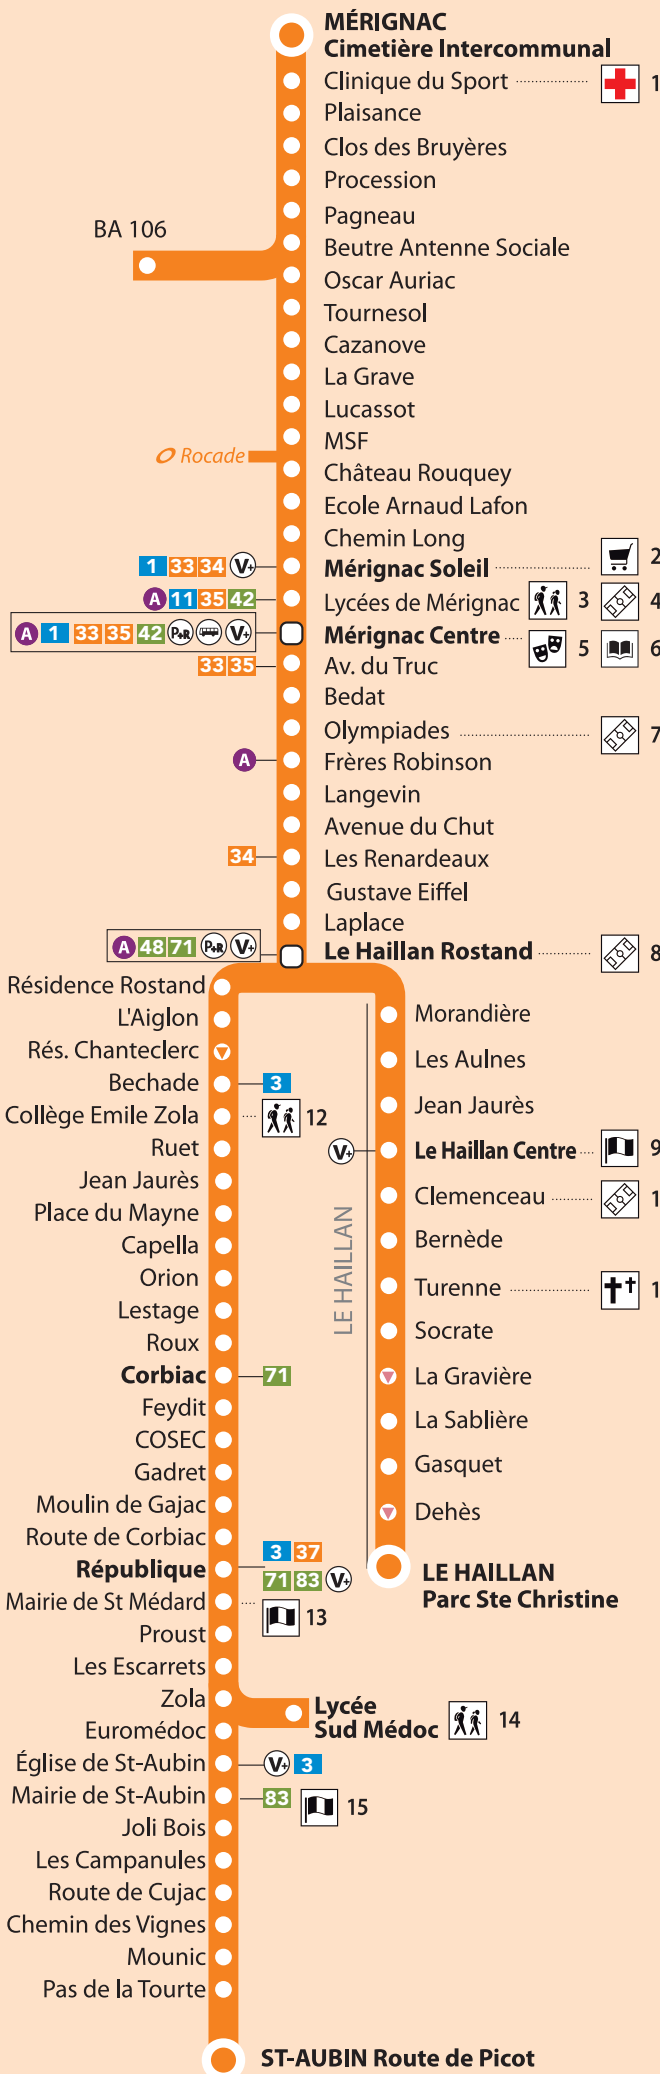 MÉRIGNAC
Cimetière Intercommunal
Clinique du Sport 1
Plaisance
Clos des Bruyères
Procession
Pagneau
BA 106
Beutre Antenne Sociale
Oscar Auriac
Tournesol
Cazanove
La Grave
Lucassot
MSF
Rocade
Château Rouquey
Ecole Arnaud Lafon
Chemin Long
1 33 34 V+ Mérignac Soleil 2
A 11 35 42 Lycées de Mérignac 3 4
A 1 33 35 42 P+R V+ Mérignac Centre 5 6
33 35 Av. du Truc
Bedat
Olympiades 7
A Frères Robinson
Langevin
Avenue du Chut
34 Les Renardeaux
Gustave Eiffel
Laplace
A 48 71 P+R V+ Le Haillan Rostand 8
Résidence Rostand
L'Aiglon
Rés. Chanteclerc
Bechade 3
Collège Emile Zola 12
Ruet
Jean Jaurès
Place du Mayne
Capella
Orion
Lestage
Roux
Corbiac 71
Feydit
COSEC
Gadret
Moulin de Gajac
Route de Corbiac
République 3 37
71 83 V+
Mairie de St Médard 13
Proust
Les Escarrets
Zola
Euromédoc
Église de St-Aubin V+ 3
Mairie de St-Aubin 83 15
Joli Bois
Les Campanules
Route de Cujac
Chemin des Vignes
Mounic
Pas de la Tourte
ST-AUBIN Route de Picot
Lycée
Sud Médoc 14
LE HAILLAN
Morandière
Les Aulnes
Jean Jaurès
V+ Le Haillan Centre 9
Clemenceau 1
Bernède
Turenne 1
Socrate
La Gravière
La Sablière
Gasquet
Dehès
LE HAILLAN
Parc Ste Christine